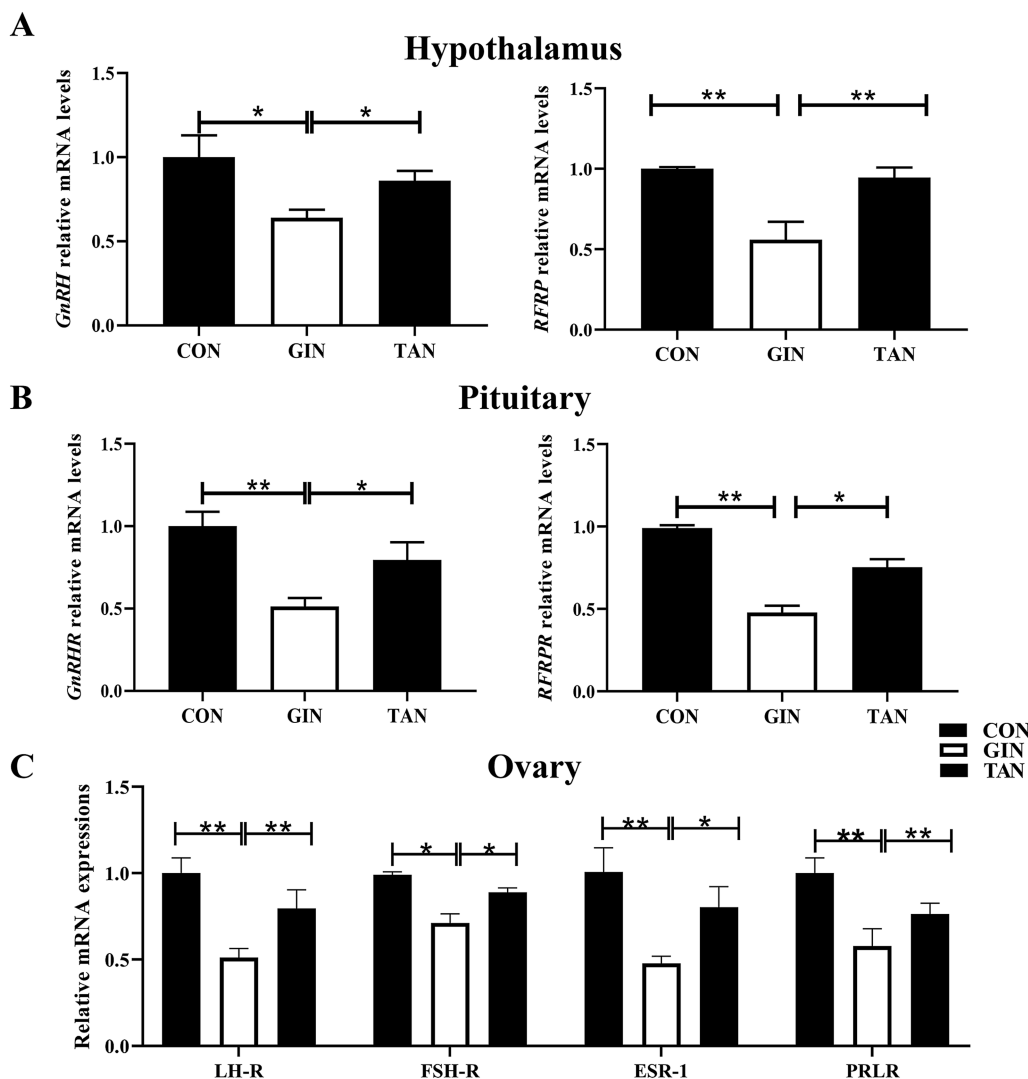 A
Hypothalamus
GnRH relative mRNA levels
1.5
1.0
0.5
0.0
* *
CON GIN TAN
RFRP relative mRNA levels
1.5
1.0
0.5
0.0
** **
CON GIN TAN
B
Pituitary
GnRHR relative mRNA levels
1.5
1.0
0.5
0.0
** *
CON GIN TAN
RFRPR relative mRNA levels
1.5
1.0
0.5
0.0
** *
CON GIN TAN
CON
GIN
TAN
C
Ovary
Relative mRNA expressions
1.5
1.0
0.5
0.0
** ** * * ** * ** **
LH-R FSH-R ESR-1 PRLR